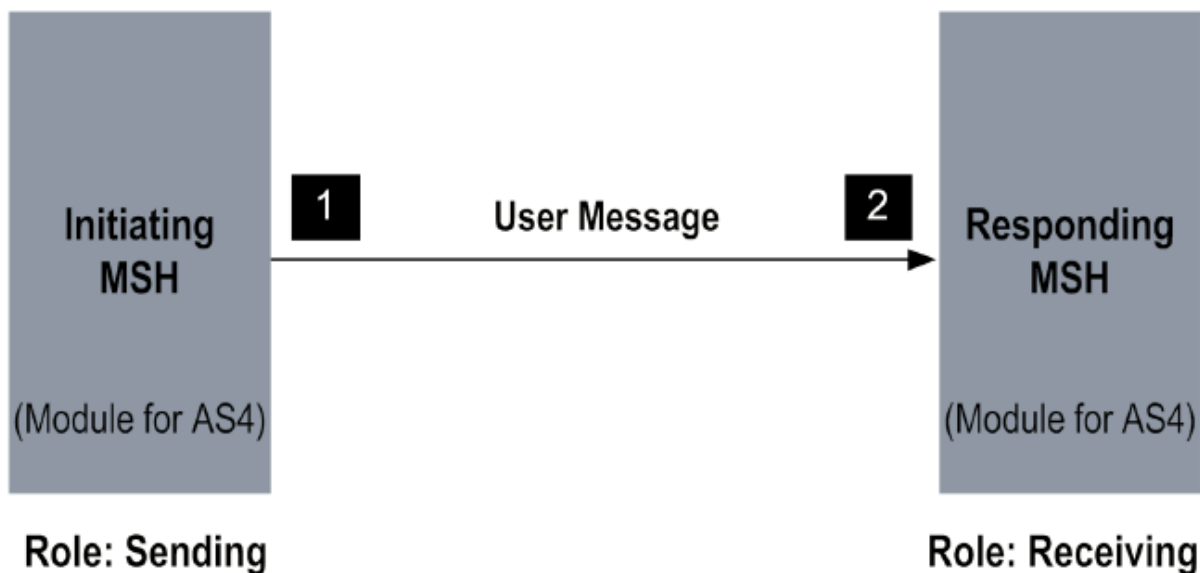 Initiating
MSH
(Module for AS4)
Role: Sending
1
User Message
2
Responding
MSH
(Module for AS4)
Role: Receiving